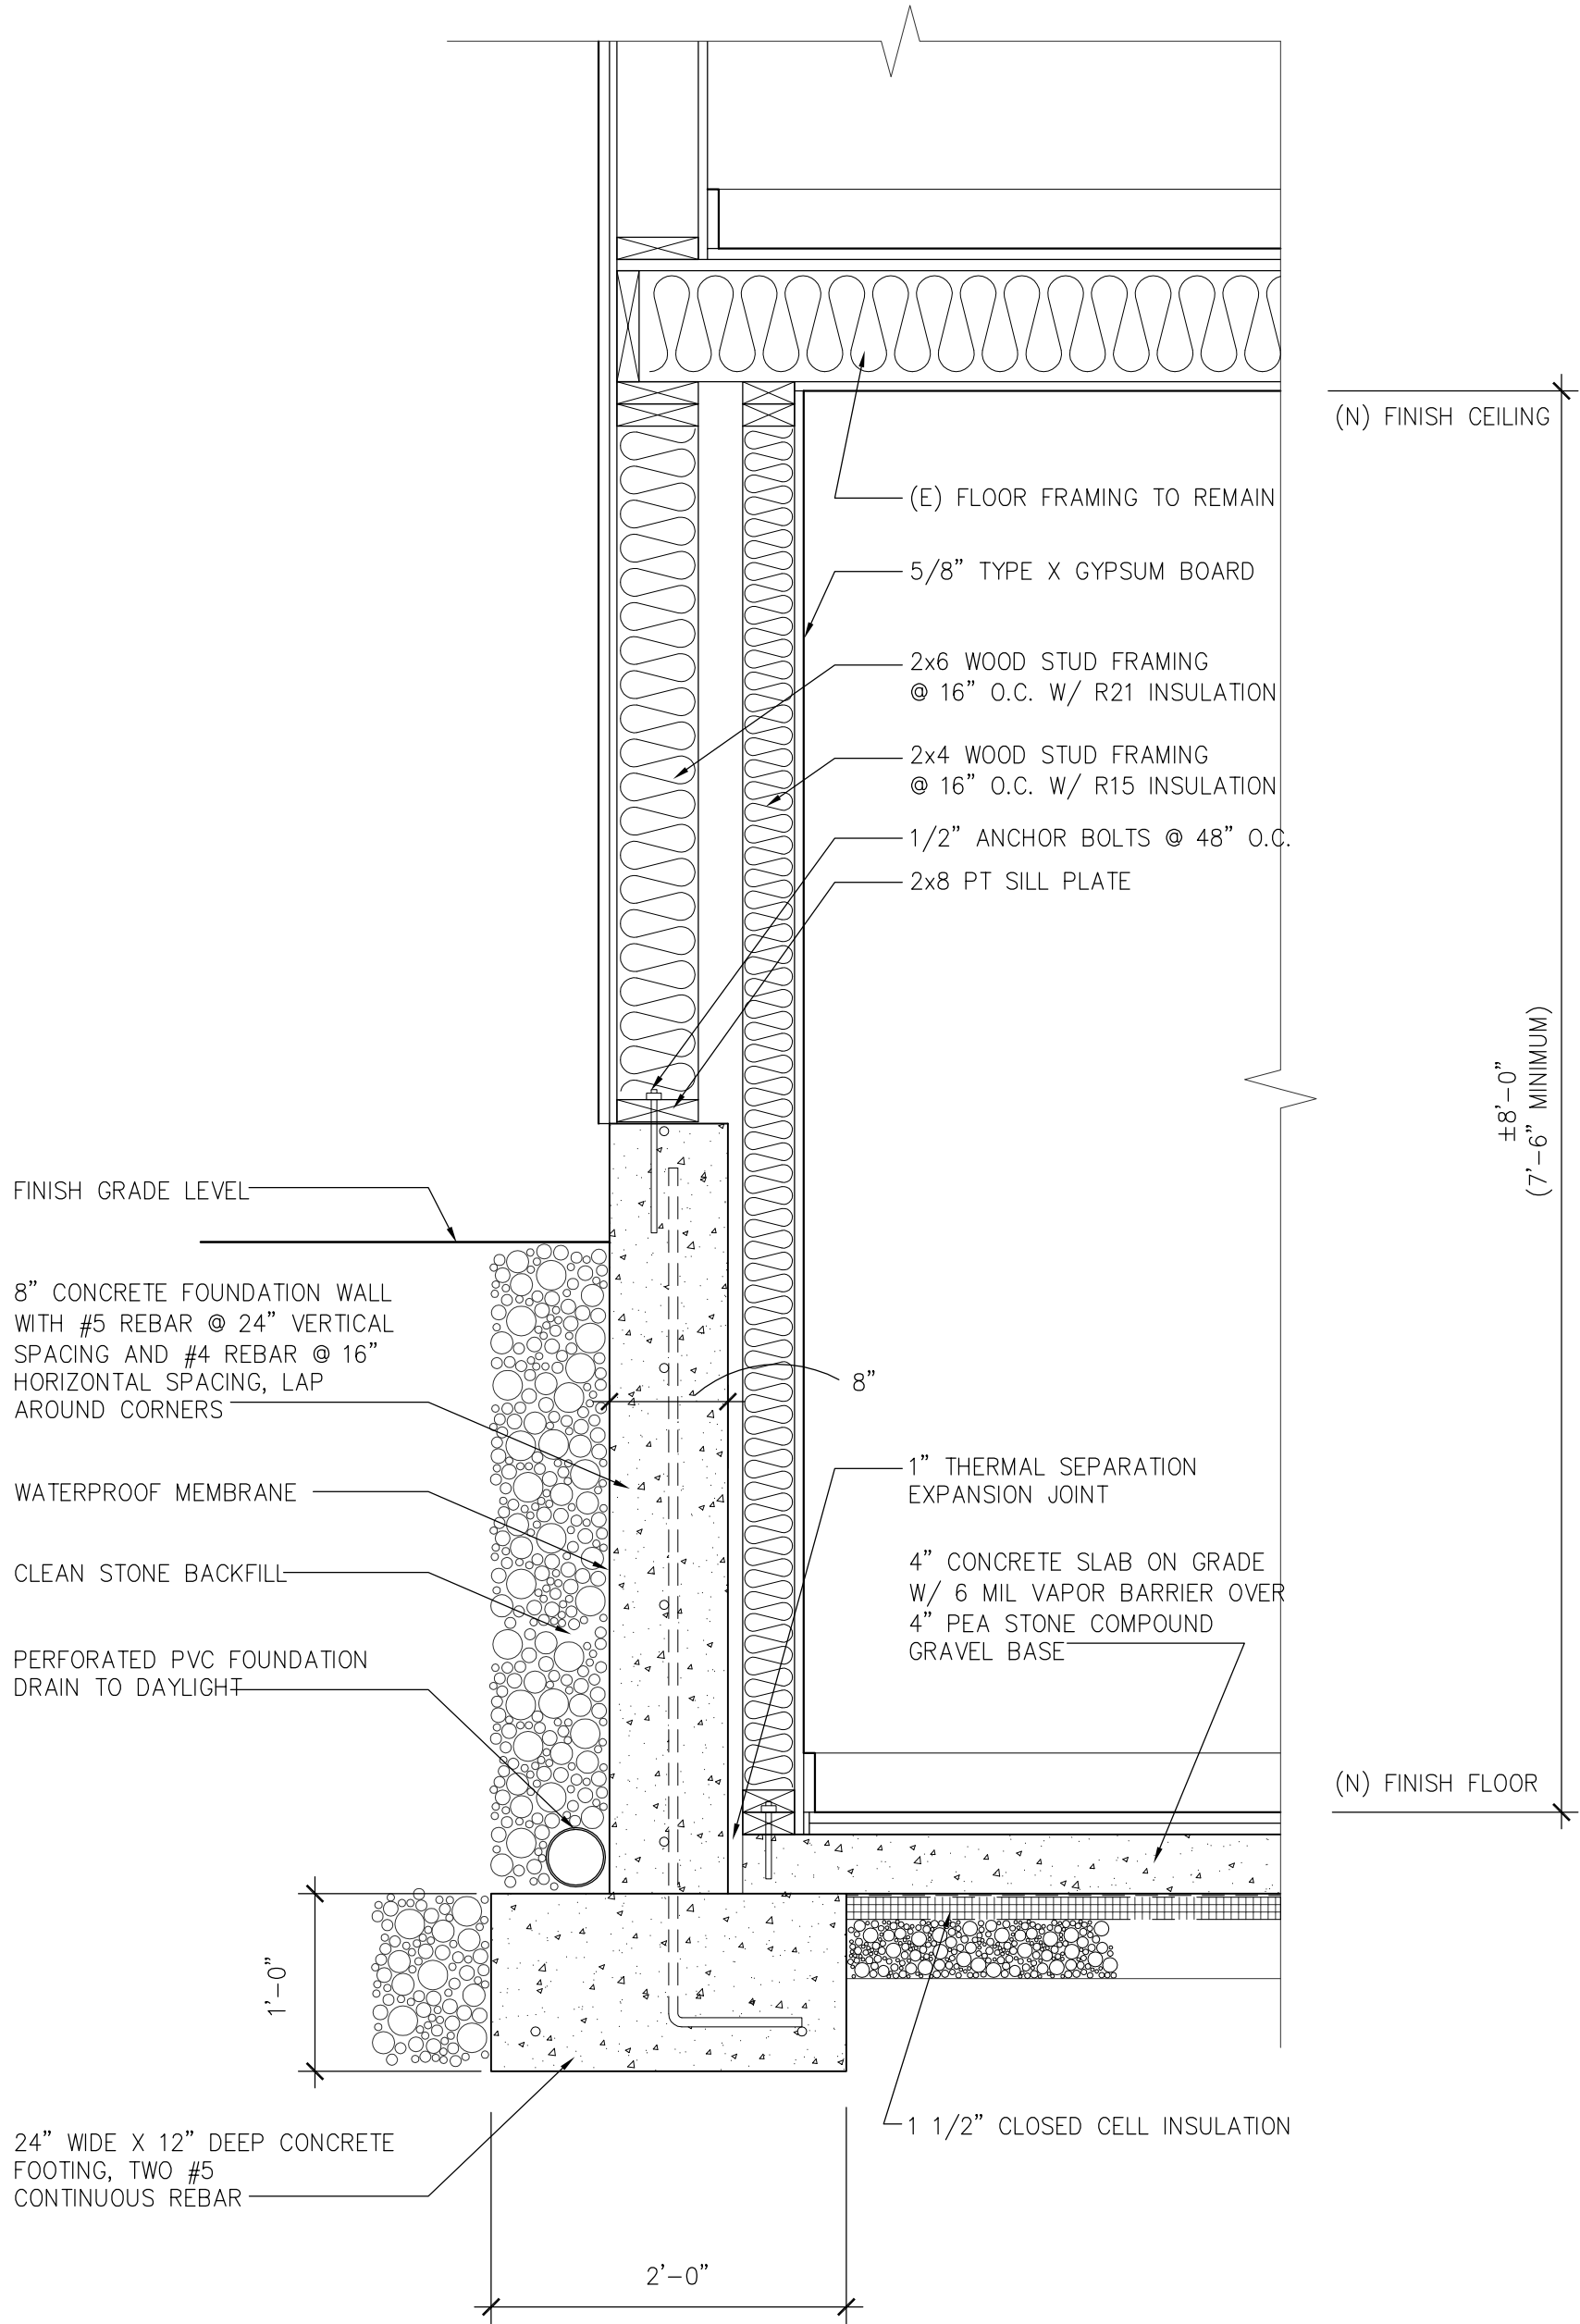 (N) FINISH CEILING
(E) FLOOR FRAMING TO REMAIN
5/8” TYPE X GYPSUM BOARD
2x6 WOOD STUD FRAMING
@ 16” O.C. W/ R21 INSULATION
2x4 WOOD STUD FRAMING
@ 16” O.C. W/ R15 INSULATION
1/2” ANCHOR BOLTS @ 48” O.C.
2x8 PT SILL PLATE
±8’-0”
(7’-6” MINIMUM)
FINISH GRADE LEVEL
8” CONCRETE FOUNDATION WALL
WITH #5 REBAR @ 24” VERTICAL
SPACING AND #4 REBAR @ 16”
HORIZONTAL SPACING, LAP
AROUND CORNERS
8”
WATERPROOF MEMBRANE
CLEAN STONE BACKFILL
PERFORATED PVC FOUNDATION
DRAIN TO DAYLIGHT
1” THERMAL SEPARATION
EXPANSION JOINT
4” CONCRETE SLAB ON GRADE
W/ 6 MIL VAPOR BARRIER OVER
4” PEA STONE COMPOUND
GRAVEL BASE
(N) FINISH FLOOR
1’-0”
1 1/2” CLOSED CELL INSULATION
24” WIDE X 12” DEEP CONCRETE
FOOTING, TWO #5
CONTINUOUS REBAR
2’-0”